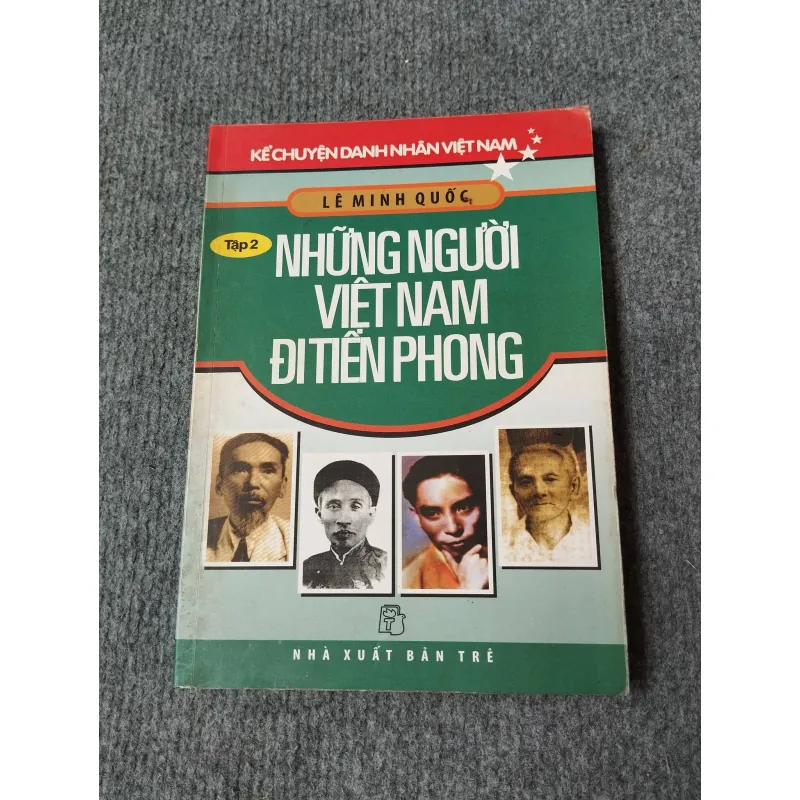 KỂ CHUYỆN DANH NHÂN VIỆT NAM
LÊ MINH QUỐC
Tập 2
NHỮNG NGƯỜI
VIỆT NAM
ĐI TIÊN PHONG
T
NHÀ XUẤT BẢN TRẺ